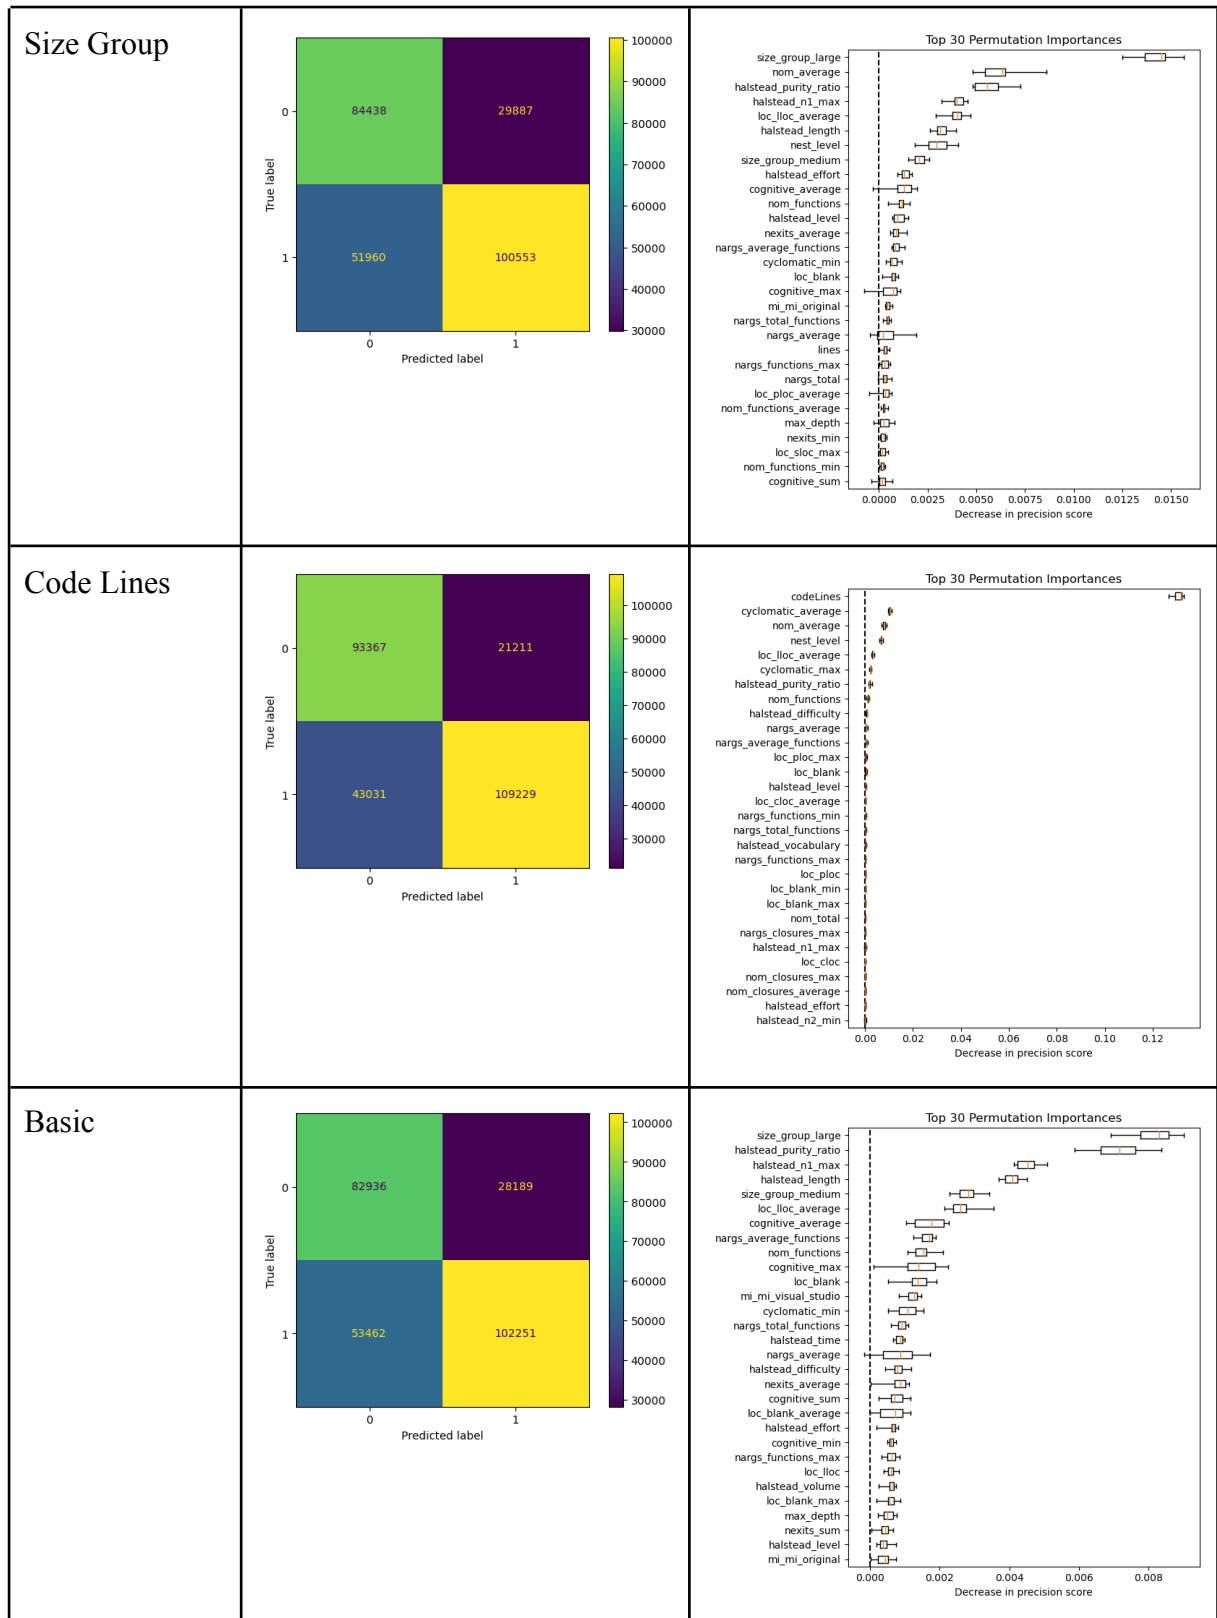 Size Group
0
1
True label
84438
29887
51960
100553
0
1
Predicted label
100000
90000
80000
70000
60000
50000
40000
30000
Top 30 Permutation Importances
size_group_large
nom_average
halstead_purity_ratio
halstead_n1_max
loc_lloc_average
halstead_length
nest_level
size_group_medium
halstead_effort
cognitive_average
nom_functions
halstead_level
nexits_average
nargs_average_functions
cyclomatic_min
loc_blank
cognitive_max
mi_mi_original
nargs_total_functions
nargs_average
lines
nargs_functions_max
nargs_total
loc_ploc_average
nom_functions_average
max_depth
nexits_min
loc_sloc_max
nom_functions_min
cognitive_sum
0.0000 0.0025 0.0050 0.0075 0.0100 0.0125 0.0150
Decrease in precision score
Code Lines
0
1
True label
93367
21211
43031
109229
0
1
Predicted label
100000
90000
80000
70000
60000
50000
40000
30000
Top 30 Permutation Importances
codeLines
cyclomatic_average
nom_average
nest_level
loc_lloc_average
cyclomatic_max
halstead_purity_ratio
nom_functions
halstead_difficulty
nargs_average
nargs_average_functions
loc_ploc_max
loc_blank
halstead_level
loc_cloc_average
nargs_functions_min
nargs_total_functions
halstead_vocabulary
nargs_functions_max
loc_ploc
loc_blank_min
loc_blank_max
nom_total
nargs_closures_max
halstead_n1_max
loc_cloc
nom_closures_max
nom_closures_average
halstead_effort
halstead_n2_min
0.00 0.02 0.04 0.06 0.08 0.10 0.12
Decrease in precision score
Basic
0
1
True label
82936
28189
53462
102251
0
1
Predicted label
100000
90000
80000
70000
60000
50000
40000
30000
Top 30 Permutation Importances
size_group_large
halstead_purity_ratio
halstead_n1_max
halstead_length
size_group_medium
loc_lloc_average
cognitive_average
nargs_average_functions
nom_functions
cognitive_max
loc_blank
mi_mi_visual_studio
cyclomatic_min
nargs_total_functions
halstead_time
nargs_average
halstead_difficulty
nexits_average
cognitive_sum
loc_blank_average
halstead_effort
cognitive_min
nargs_functions_max
loc_lloc
halstead_volume
loc_blank_max
max_depth
nexits_sum
halstead_level
mi_mi_original
0.000 0.002 0.004 0.006 0.008
Decrease in precision score